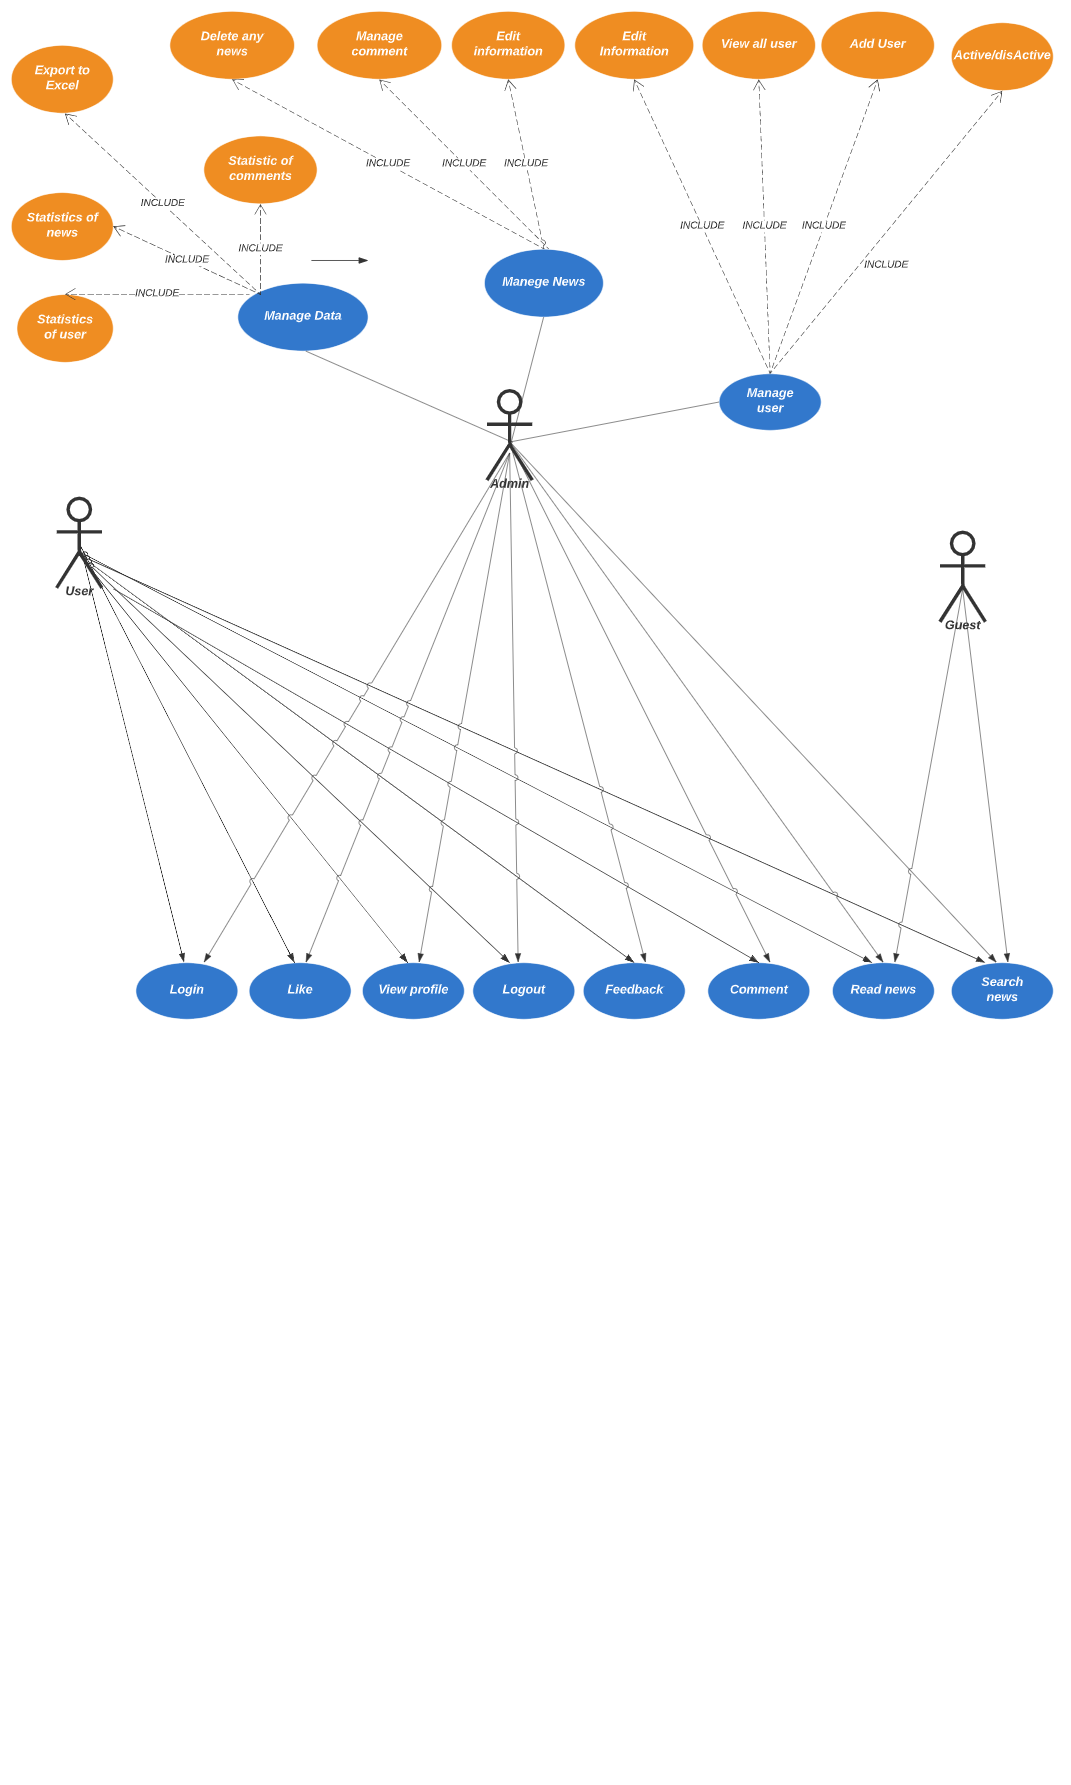 Delete any
news
Manage
comment
Edit
information
Edit
Information
View all user
Add User
Active/disActive
Export to
Excel
Statistic of
comments
INCLUDE
INCLUDE
INCLUDE
INCLUDE
Statistics of
news
INCLUDE
INCLUDE
INCLUDE
INCLUDE
INCLUDE
INCLUDE
INCLUDE
Manege News
INCLUDE
Statistics
of user
Manage Data
Manage
user
Admin
User
Guest
Login
Like
View profile
Logout
Feedback
Comment
Read news
Search
news